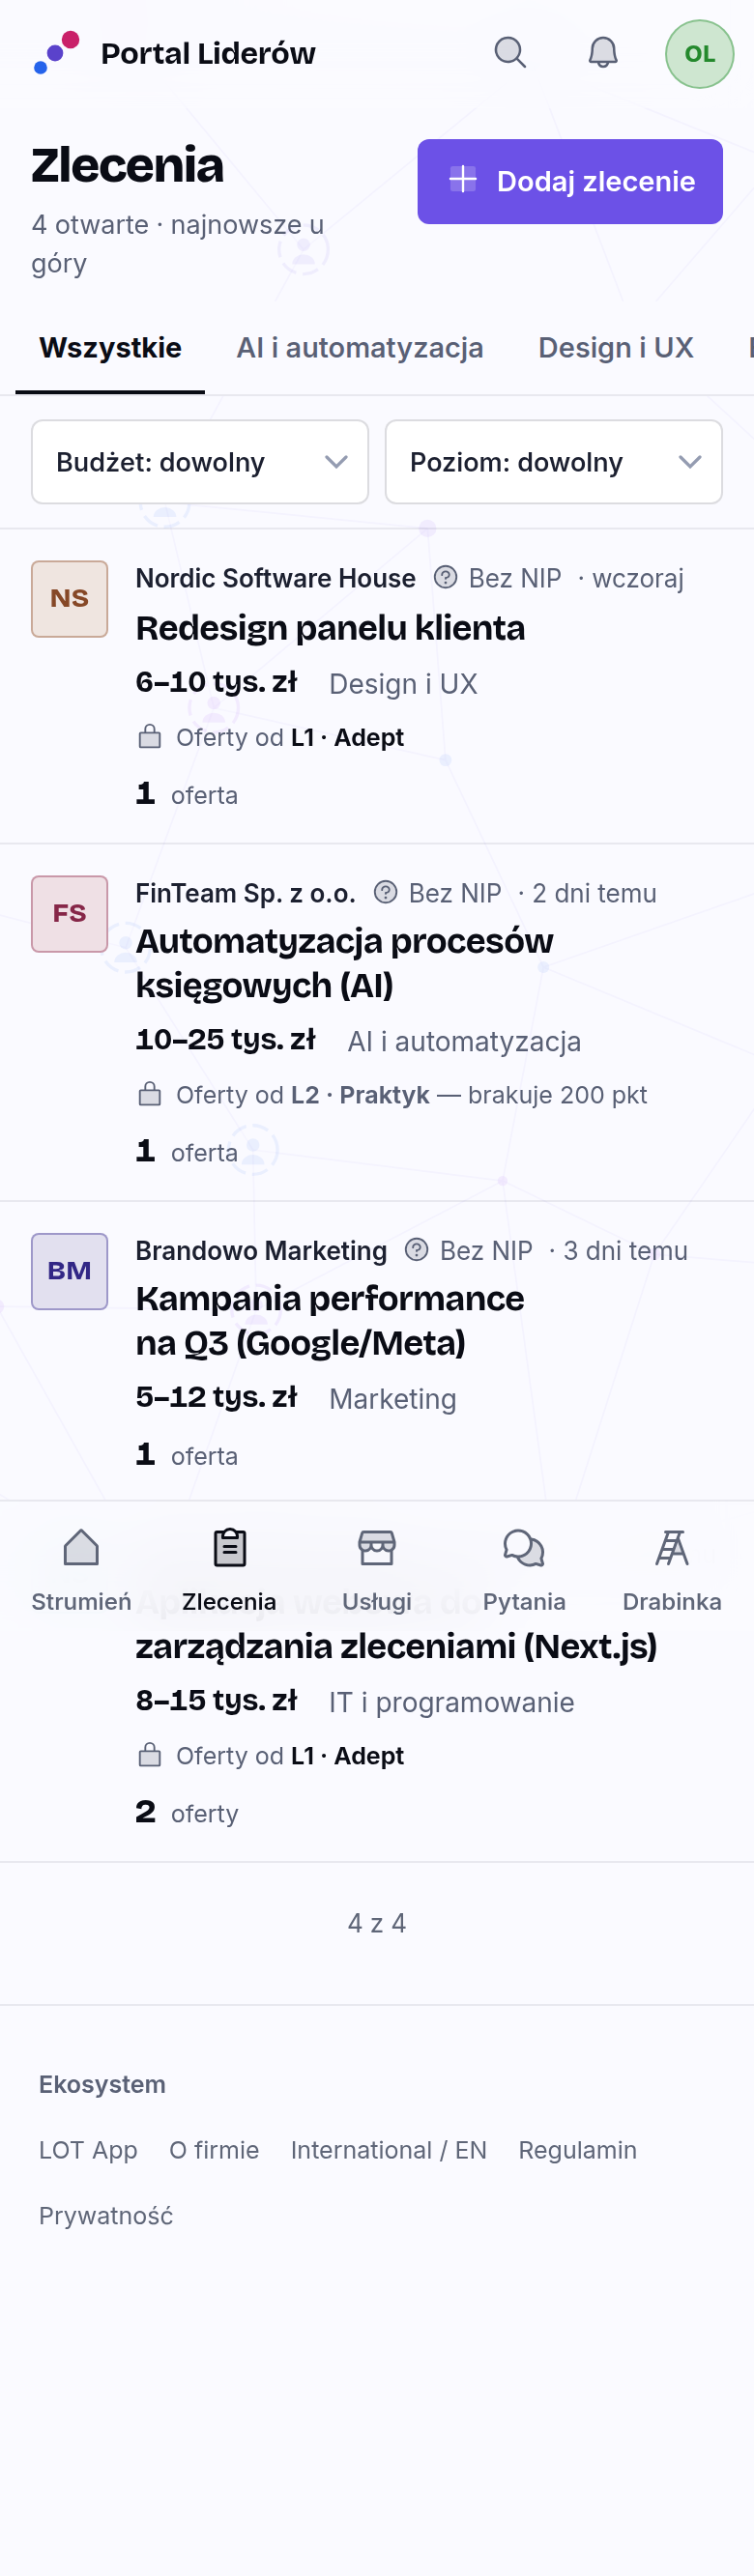 Portal Liderów
OL
Zlecenia
Dodaj zlecenie
4 otwarte · najnowsze u
góry
Wszystkie
AI i automatyzacja
Design i UX
Budżet: dowolny
Poziom: dowolny
NS
Nordic Software House
Bez NIP · wczoraj
Redesign panelu klienta
6–10 tys. zł
Design i UX
Oferty od L1 · Adept
1 oferta
FS
FinTeam Sp. z o.o.
Bez NIP · 2 dni temu
Automatyzacja procesów
księgowych (AI)
10–25 tys. zł
AI i automatyzacja
Oferty od L2 · Praktyk — brakuje 200 pkt
1 oferta
BM
Brandowo Marketing
Bez NIP · 3 dni temu
Kampania performance
na Q3 (Google/Meta)
5–12 tys. zł
Marketing
1 oferta
Strumień
Zlecenia
Usługi
Pytania
Drabinka
Aplikacja webowa do
zarządzania zleceniami (Next.js)
8–15 tys. zł
IT i programowanie
Oferty od L1 · Adept
2 oferty
4 z 4
Ekosystem
LOT App
O firmie
International / EN
Regulamin
Prywatność